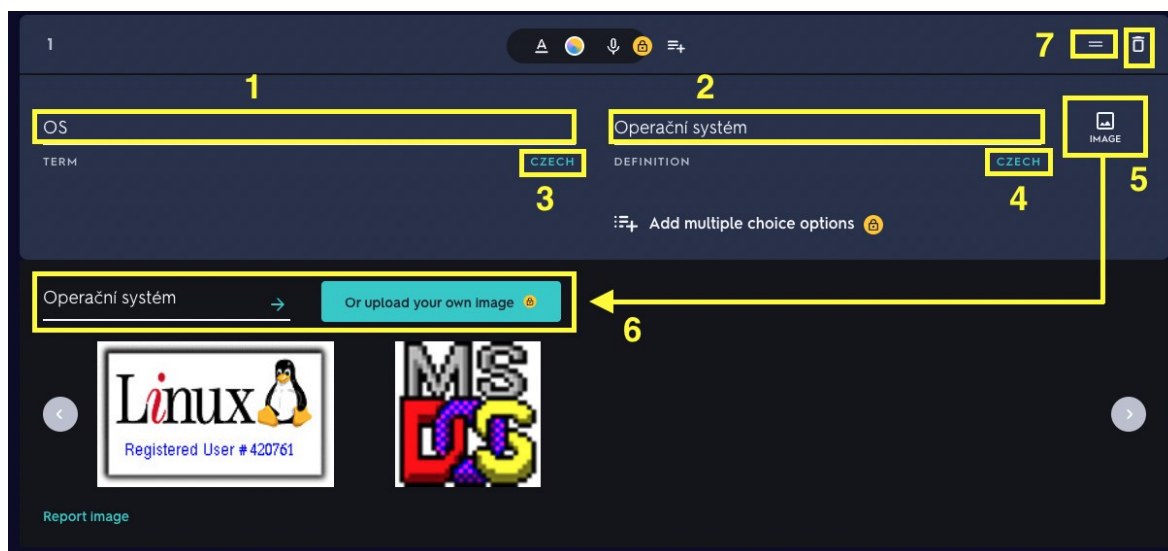 1
7
1
2
OS
Operační systém
IMAGE
TERM
CZECH
DEFINITION
CZECH
3
4
5
Add multiple choice options
Operační systém
Or upload your own image
6
Linux
Registered User # 420761
MS
DOS
Report image